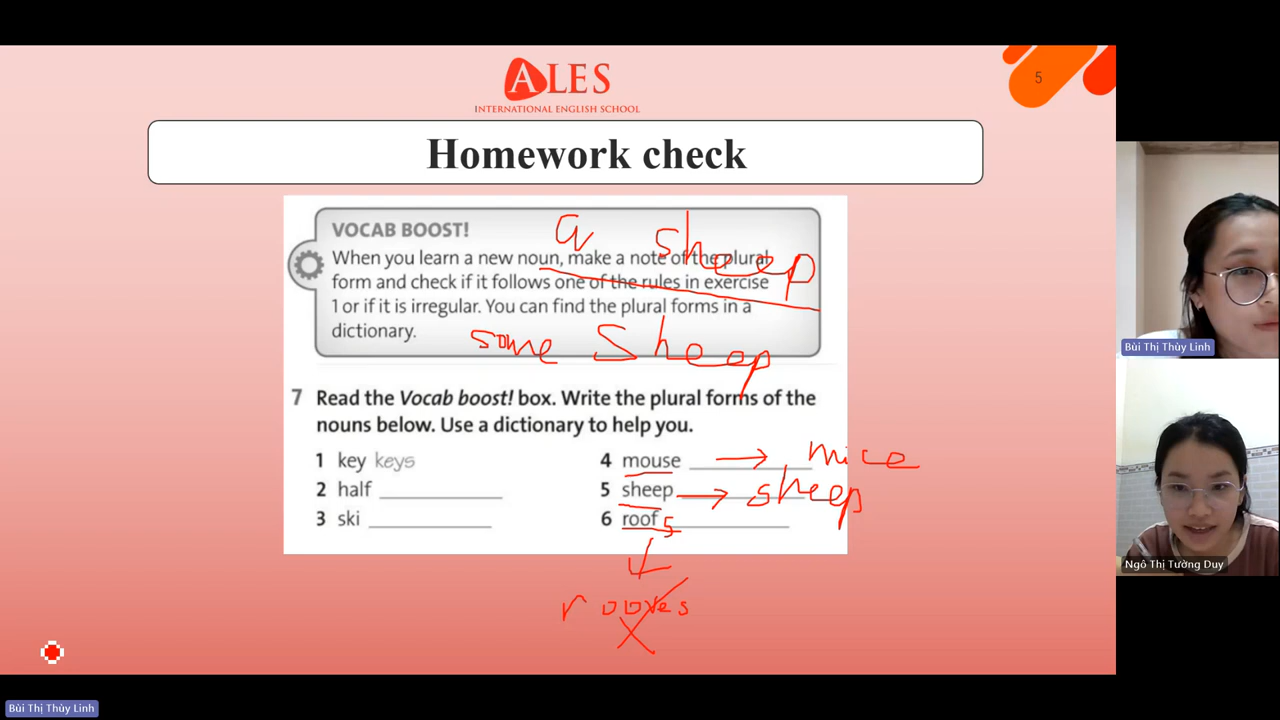 5
ALES
INTERNATIONAL ENGLISH SCHOOL
Homework check
VOCAB BOOST!
When you learn a new noun, make a note of the plural
form and check if it follows one of the rules in exercise
1 or if it is irregular. You can find the plural forms in a
dictionary.
a sheep
some sheep
7 Read the Vocab boost! box. Write the plural forms of the
nouns below. Use a dictionary to help you.
1 key keys
2 half
3 ski
4 mouse → mice
5 sheep → sheep
6 roof s
rooves
Bùi Thị Thùy Linh
Ngô Thị Tường Duy
Bùi Thị Thùy Linh